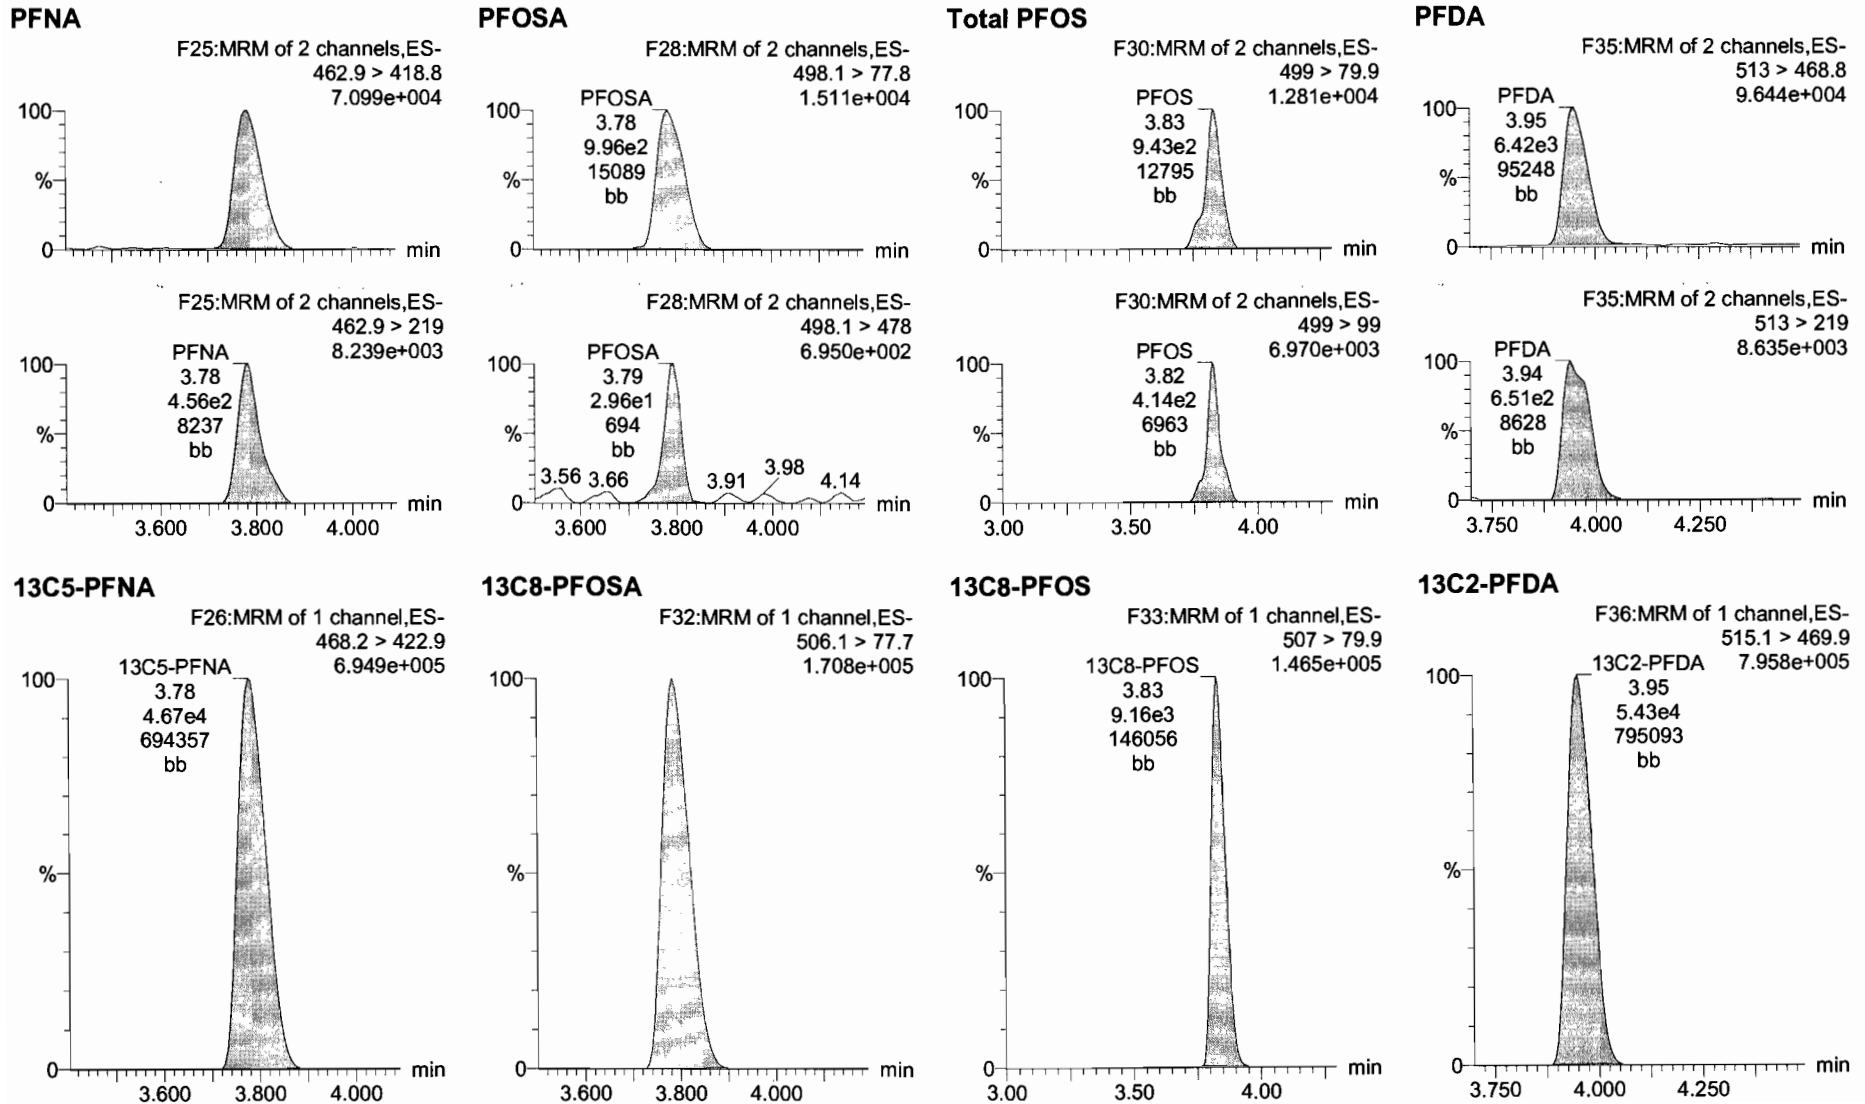 PFNA
F25:MRM of 2 channels,ES-
462.9 > 418.8
7.099e+004
100
%
0
min
F25:MRM of 2 channels,ES-
462.9 > 219
8.239e+003
PFNA
3.78
4.56e2
8237
bb
100
%
0
min
3.600 3.800 4.000
PFOSA
F28:MRM of 2 channels,ES-
498.1 > 77.8
1.511e+004
PFOSA
3.78
9.96e2
15089
bb
100
%
0
min
F28:MRM of 2 channels,ES-
498.1 > 478
6.950e+002
PFOSA
3.79
2.96e1
694
bb
100
%
3.56 3.66 3.91 3.98 4.14
0
min
3.600 3.800 4.000
Total PFOS
F30:MRM of 2 channels,ES-
499 > 79.9
1.281e+004
PFOS
3.83
9.43e2
12795
bb
100
%
0
min
F30:MRM of 2 channels,ES-
499 > 99
6.970e+003
PFOS
3.82
4.14e2
6963
bb
100
%
0
min
3.00 3.50 4.00
PFDA
F35:MRM of 2 channels,ES-
513 > 468.8
9.644e+004
PFDA
3.95
6.42e3
95248
bb
100
%
0
min
F35:MRM of 2 channels,ES-
513 > 219
8.635e+003
PFDA
3.94
6.51e2
8628
bb
100
%
0
min
3.750 4.000 4.250
13C5-PFNA
F26:MRM of 1 channel,ES-
468.2 > 422.9
6.949e+005
13C5-PFNA
3.78
4.67e4
694357
bb
100
%
0
min
3.600 3.800 4.000
13C8-PFOSA
F32:MRM of 1 channel,ES-
506.1 > 77.7
1.708e+005
100
%
0
min
3.600 3.800 4.000
13C8-PFOS
F33:MRM of 1 channel,ES-
507 > 79.9
1.465e+005
13C8-PFOS
3.83
9.16e3
146056
bb
100
%
0
min
3.00 3.50 4.00
13C2-PFDA
F36:MRM of 1 channel,ES-
515.1 > 469.9
7.958e+005
13C2-PFDA
3.95
5.43e4
795093
bb
100
%
0
min
3.750 4.000 4.250